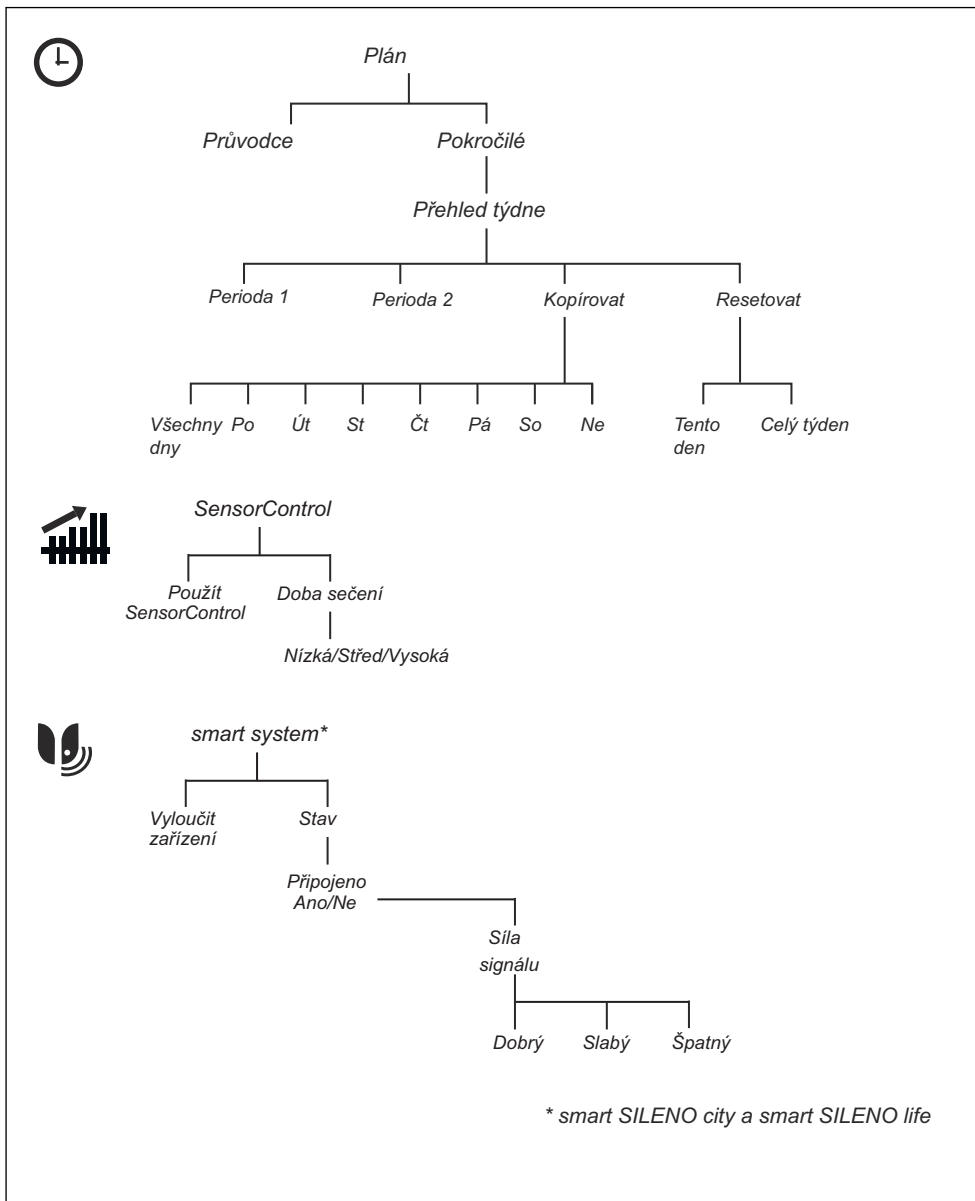 Plán
Průvodce Pokročilé
Přehled týdne
Perioda 1 Perioda 2 Kopírovat Resetovat
Všechny dny Po Út St Čt Pá So Ne Tento den Celý týden
SensorControl
Použít SensorControl Doba sečení
Nízká/Střed/Vysoká
smart system*
Vyloučit zařízení Stav
Připojeno
Ano/Ne
Síla
signálu
Dobrý Slabý Špatný
* smart SILENO city a smart SILENO life